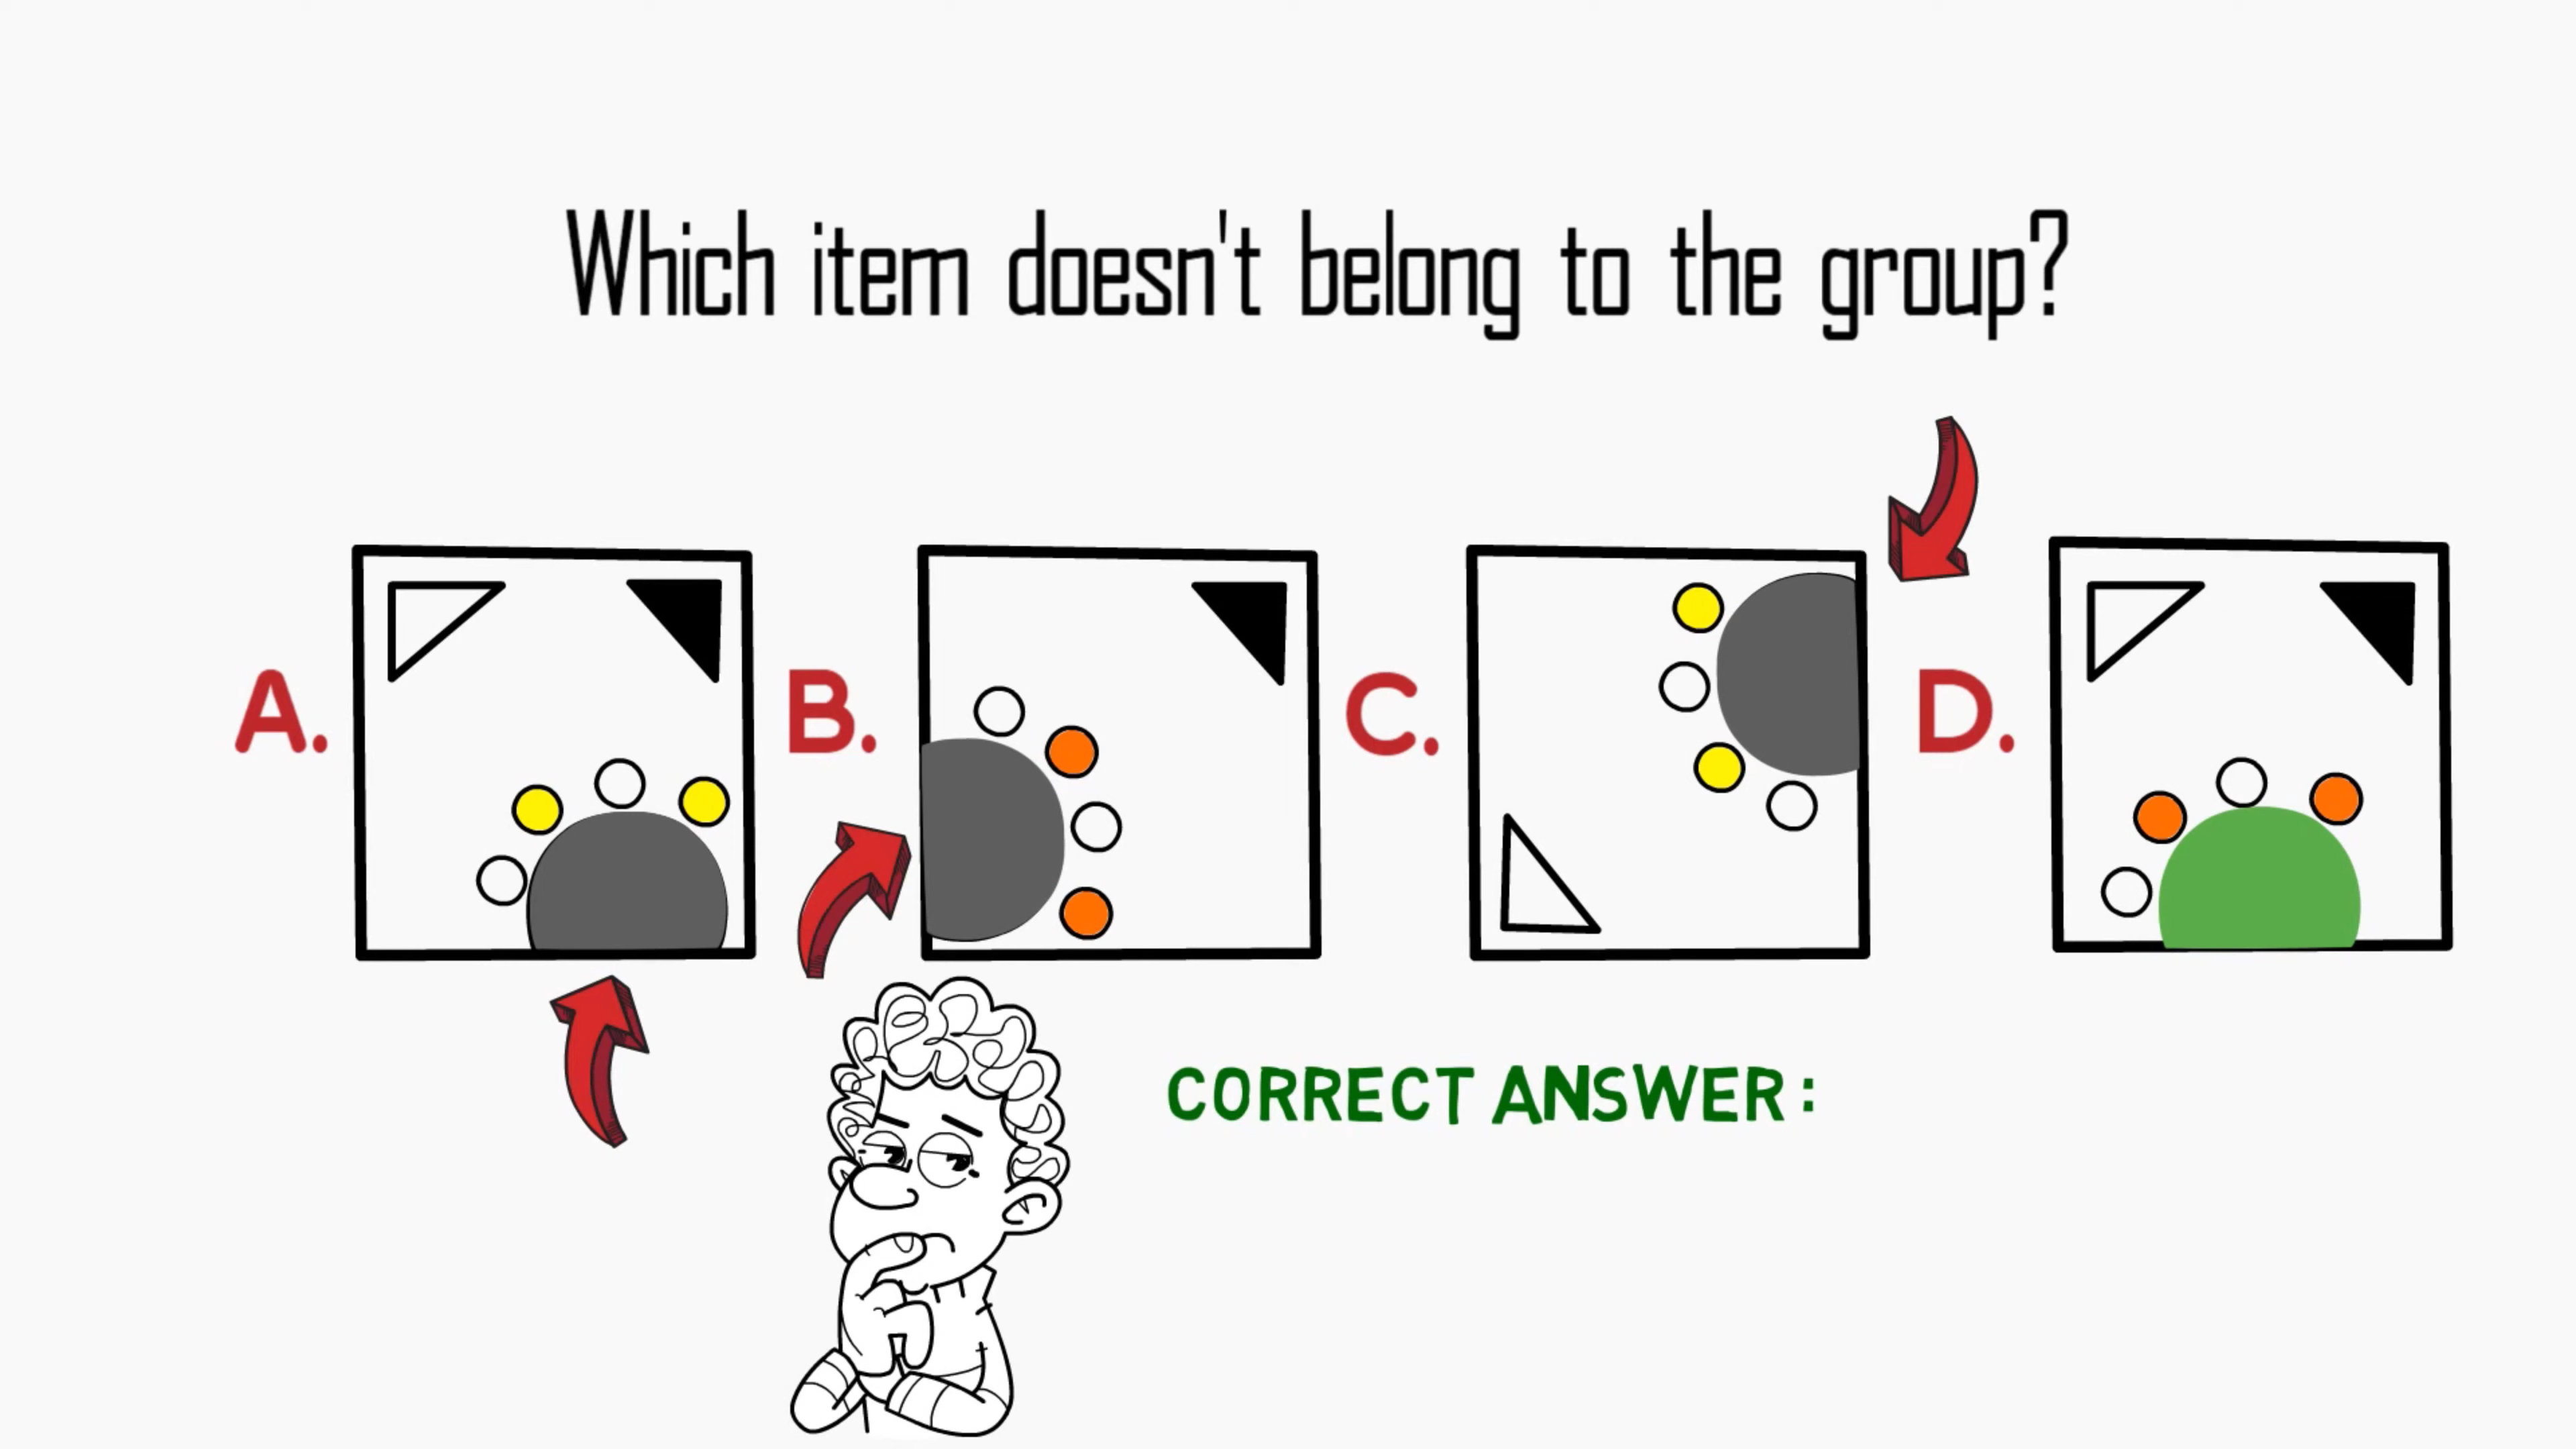 Which item doesn't belong to the group?
A.
B.
C.
D.
CORRECT ANSWER: